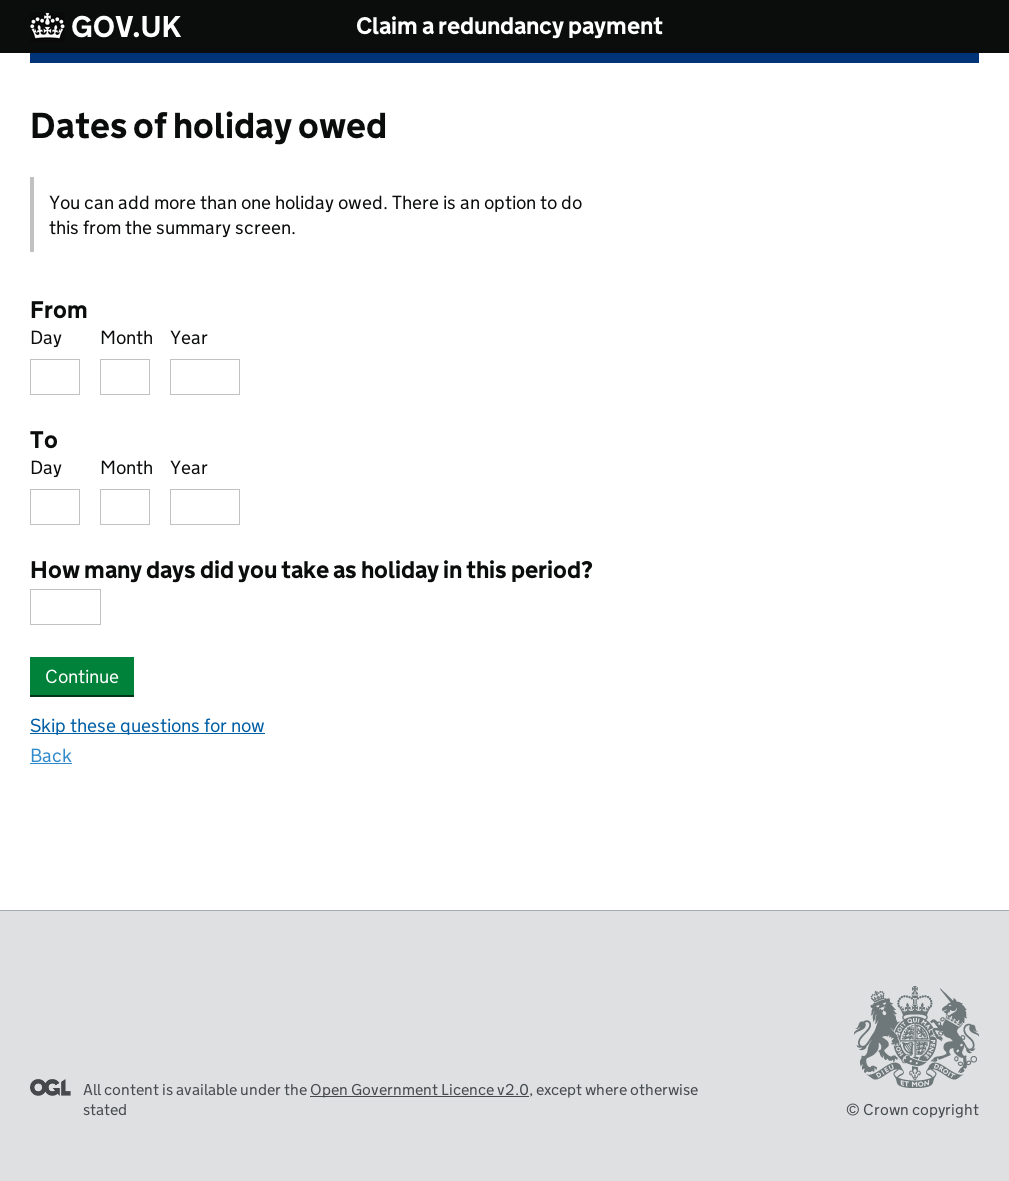 GOV.UK
Claim a redundancy payment
Dates of holiday owed
You can add more than one holiday owed. There is an option to do
this from the summary screen.
From
Day Month Year
To
Day Month Year
How many days did you take as holiday in this period?
Continue
Skip these questions for now
Back
OGL All content is available under the Open Government Licence v2.0, except where otherwise
stated
© Crown copyright